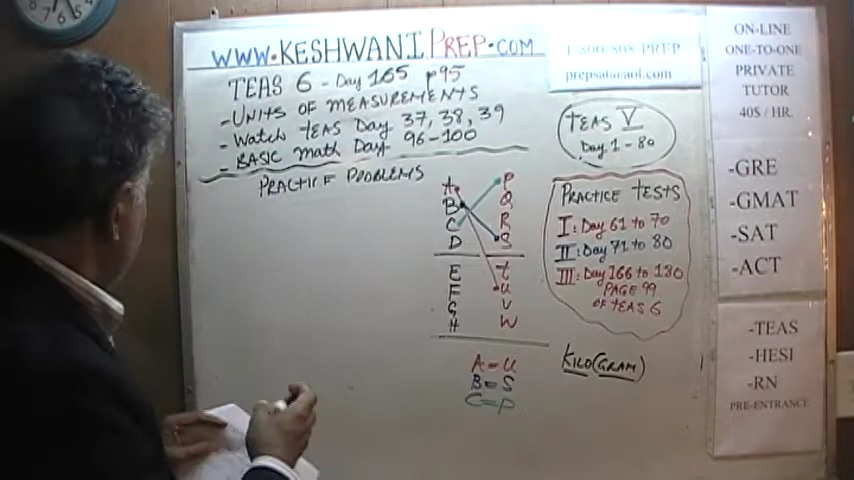 www.KESHWANIPREP.com
TEAS 6 - Day 165 p95
- UNITS OF MEASUREMENTS
- Watch TEAS Day 37, 38, 39
- BASIC Math Day 96-100
PRACTICE PROBLEMS
A P
B Q
C R
D S
E t
F U
G V
H W
A = U
B = S
C = P
prepsat@aol.com
TEAS V
Day 1 - 80
PRACTICE TESTS
I: Day 61 to 70
II: Day 71 to 80
III: Day 166 to 180
PAGE 99
OF TEAS 6
KILO(GRAM)
ON-LINE
ONE-TO-ONE
PRIVATE
TUTOR
40$ / HR.
-GRE
-GMAT
-SAT
-ACT
-TEAS
-HESI
-RN
PRE-ENTRANCE